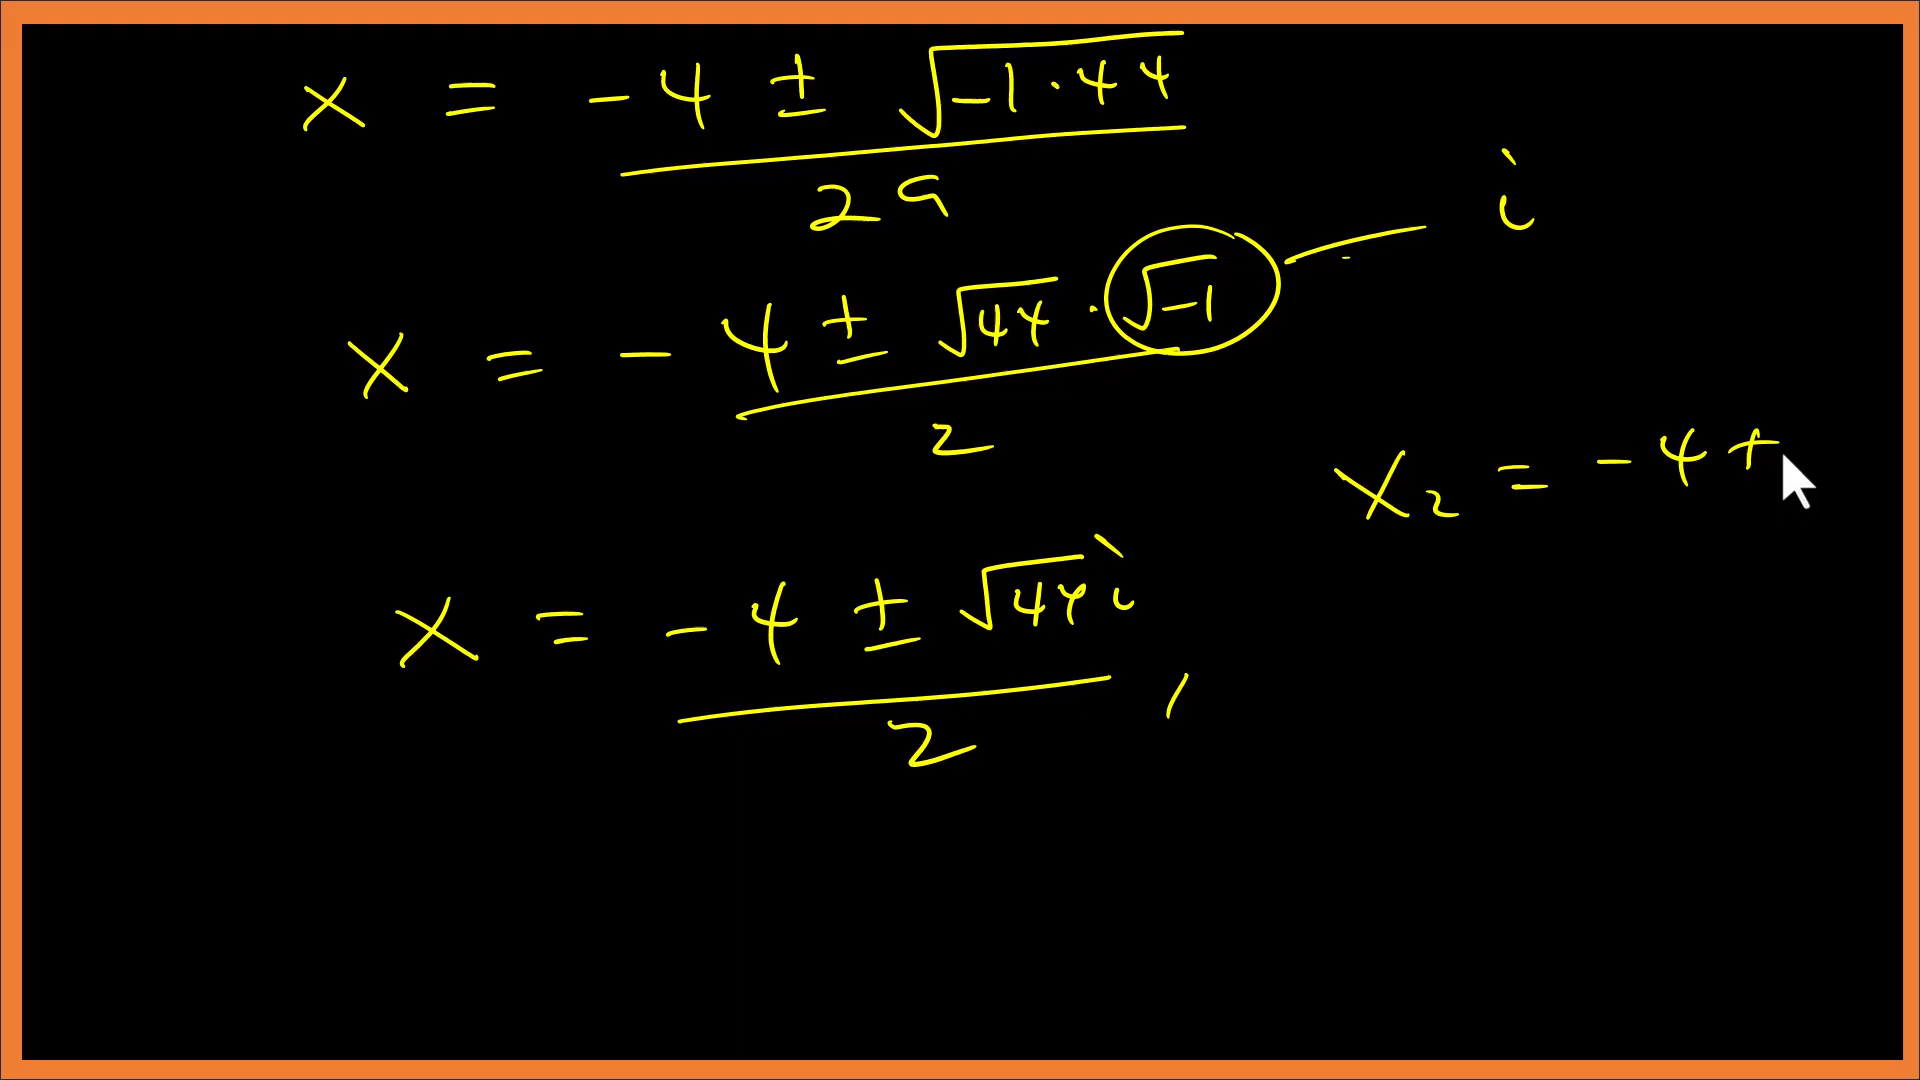 x = -4 ± √-1·44
2a
i
x = -4 ± √44 · √-1
2
x₂ = -4 +
x = -4 ± √44 i
2 ,